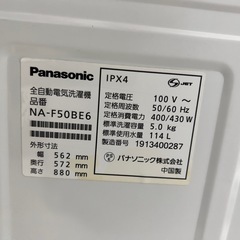 Panasonic
全自動電気洗濯機
品番
NA-F50BE6
外形寸法
幅 562 mm
奥行 572 mm
高さ 880 mm
IPX4
JET
定格電圧 100 V ～
定格周波数 50/60 Hz
定格消費電力 400/430 W
標準洗濯容量 5.0 kg
標準使用水量 114 L
製造番号 1913400287
パナソニック株式会社
中国製